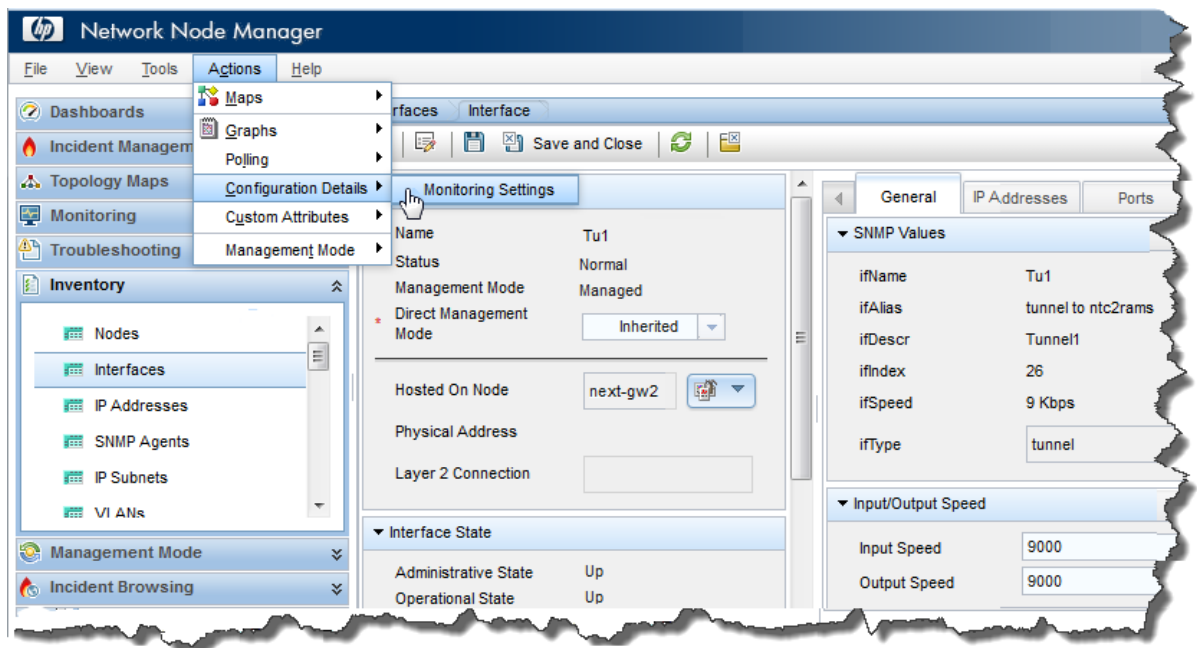 hp Network Node Manager
File View Tools Actions Help
Maps
Graphs
Polling
Configuration Details
Custom Attributes
Management Mode
Monitoring Settings
Dashboards
Incident Managem
Topology Maps
Monitoring
Troubleshooting
Inventory
Nodes
Interfaces
IP Addresses
SNMP Agents
IP Subnets
VLANs
Management Mode
Incident Browsing
rfaces Interface
Save and Close
Name Tu1
Status Normal
Management Mode Managed
* Direct Management Mode Inherited
Hosted On Node next-gw2
Physical Address
Layer 2 Connection
Interface State
Administrative State Up
Operational State Up
General IP Addresses Ports
SNMP Values
ifName Tu1
ifAlias tunnel to ntc2rams
ifDescr Tunnel1
ifIndex 26
ifSpeed 9 Kbps
ifType tunnel
Input/Output Speed
Input Speed 9000
Output Speed 9000